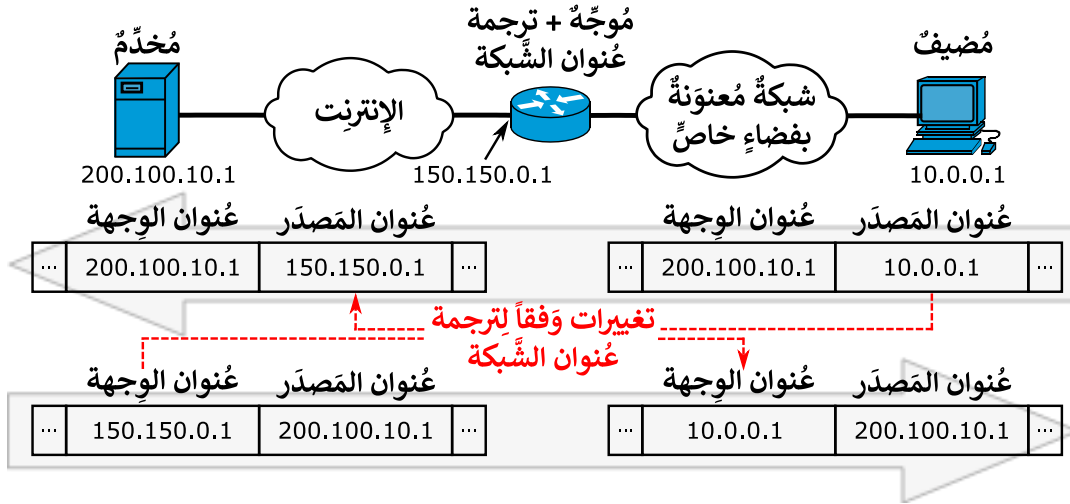 مُوجِّهٌ + ترجمة
عُنوان الشَّبكة
مُضيفٌ
مُخدِّمٌ
شبكةٌ مُعنوَنةٌ
بفضاءٍ خاصٍّ
الإنترنِت
10.0.0.1
150.150.0.1
200.100.10.1
عُنوان المَصدَر عُنوان الوِجهة
... 10.0.0.1 200.100.10.1 ...
عُنوان المَصدَر عُنوان الوِجهة
... 150.150.0.1 200.100.10.1 ...
تغييرات وَفقاً لِترجمة
عُنوان الشَّبكة
عُنوان المَصدَر عُنوان الوِجهة
... 200.100.10.1 10.0.0.1 ...
عُنوان المَصدَر عُنوان الوِجهة
... 200.100.10.1 150.150.0.1 ...